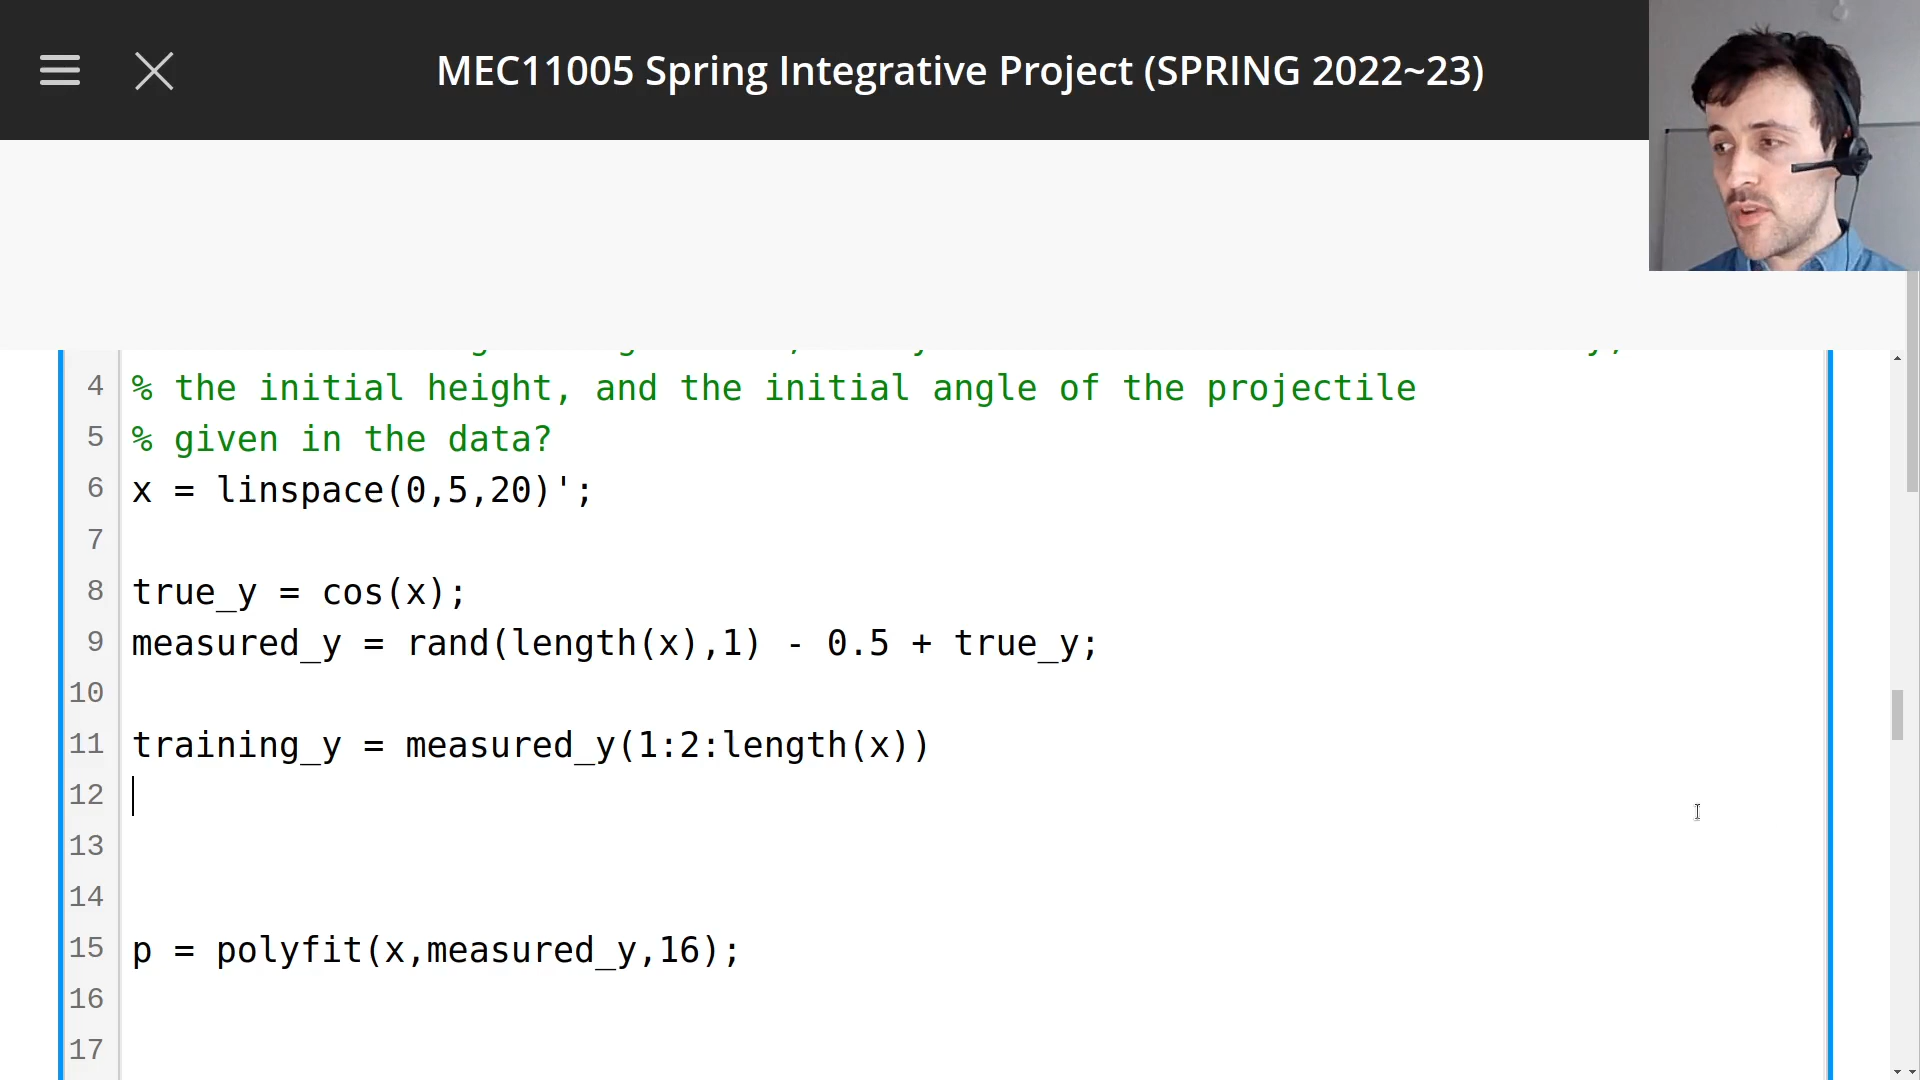 MEC11005 Spring Integrative Project (SPRING 2022~23)
4 % the initial height, and the initial angle of the projectile
5 % given in the data?
6 x = linspace(0,5,20)';
7
8 true_y = cos(x);
9 measured_y = rand(length(x),1) - 0.5 + true_y;
10
11 training_y = measured_y(1:2:length(x))
12
13
14
15 p = polyfit(x,measured_y,16);
16
17